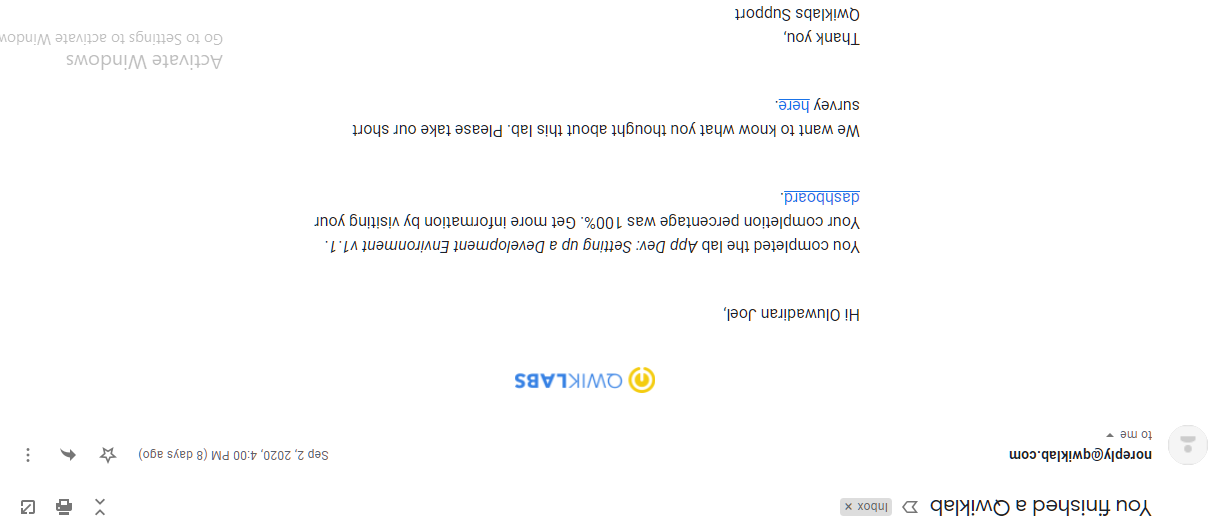 You finished a Qwiklab
Inbox x
noreply@qwiklab.com
Sep 2, 2020, 4:00 PM (8 days ago)
to me
QWIKLABS
Hi Oluwadiran Joel,
You completed the lab App Dev: Setting up a Development Environment v1.1.
Your completion percentage was 100%. Get more information by visiting your
dashboard.
We want to know what you thought about this lab. Please take our short
survey here.
Thank you,
Qwiklabs Support
Activate Windows
Go to Settings to activate Window